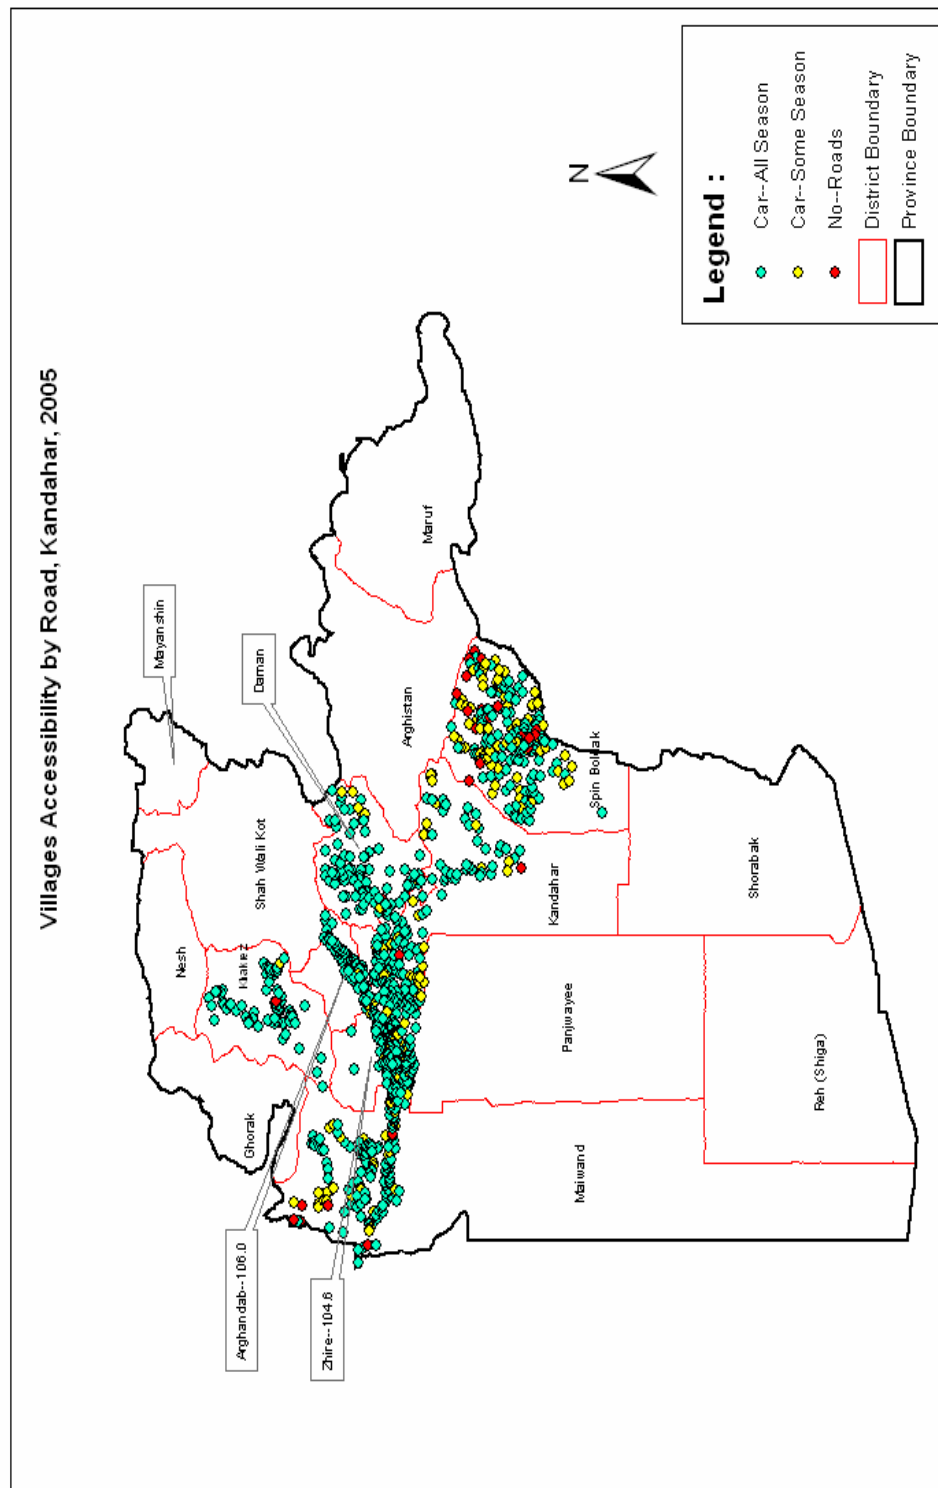 Villages Accessibility by Road, Kandahar, 2005
Mayanshin
Daman
Nesh
Shah Wali Kot
Khakrez
Ghorak
Maruf
Arghistan
Arghandab--106.0
Zhire--104.6
Spin Boldak
Kandahar
Panjwayee
Maiwand
Shorabak
Reh (Shiga)
N
Legend :
Car--All Season
Car--Some Season
No--Roads
District Boundary
Province Boundary